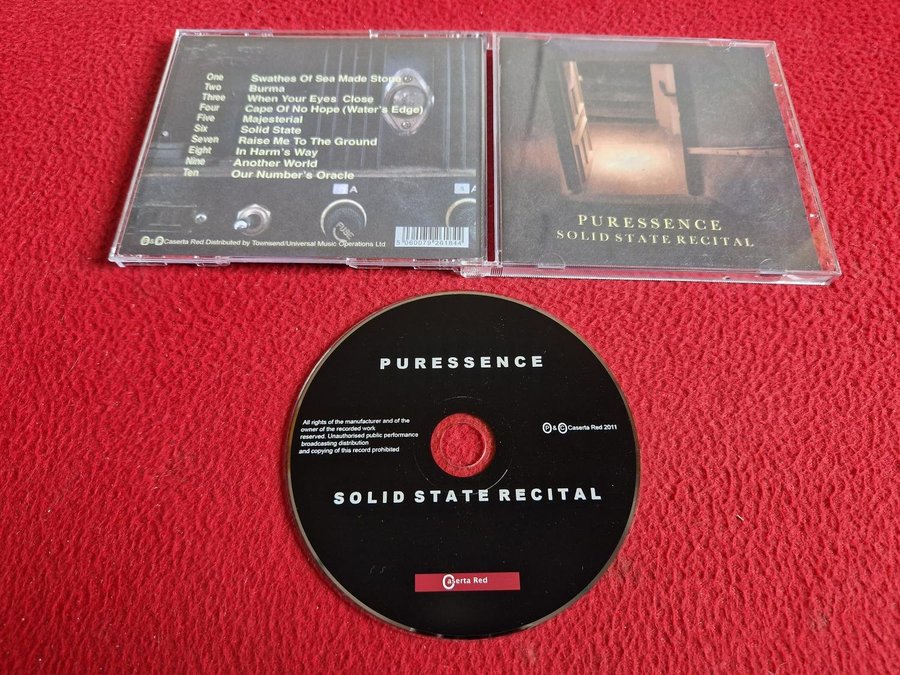 One Swathes Of Sea Made Stone
Two Burma
Three When Your Eyes Close
Four Cape Of No Hope (Water's Edge)
Five Majesterial
Six Solid State
Seven Raise Me To The Ground
Eight In Harm's Way
Nine Another World
Ten Our Number's Oracle
A
A
FUSE
℗ & © Caserta Red Distributed by Townsend/Universal Music Operations Ltd
5 060079 261844
PURESSENCE
SOLID STATE RECITAL
PURESSENCE
All rights of the manufacturer and of the
owner of the recorded work
reserved. Unauthorised public performance
broadcasting distribution
and copying of this record prohibited
℗ & © Caserta Red 2011
SOLID STATE RECITAL
Caserta Red